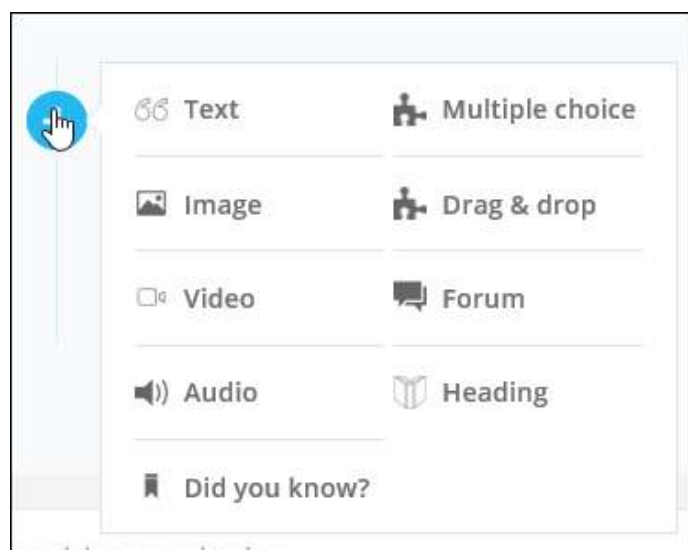 Text
Multiple choice
Image
Drag & drop
Video
Forum
Audio
Heading
Did you know?